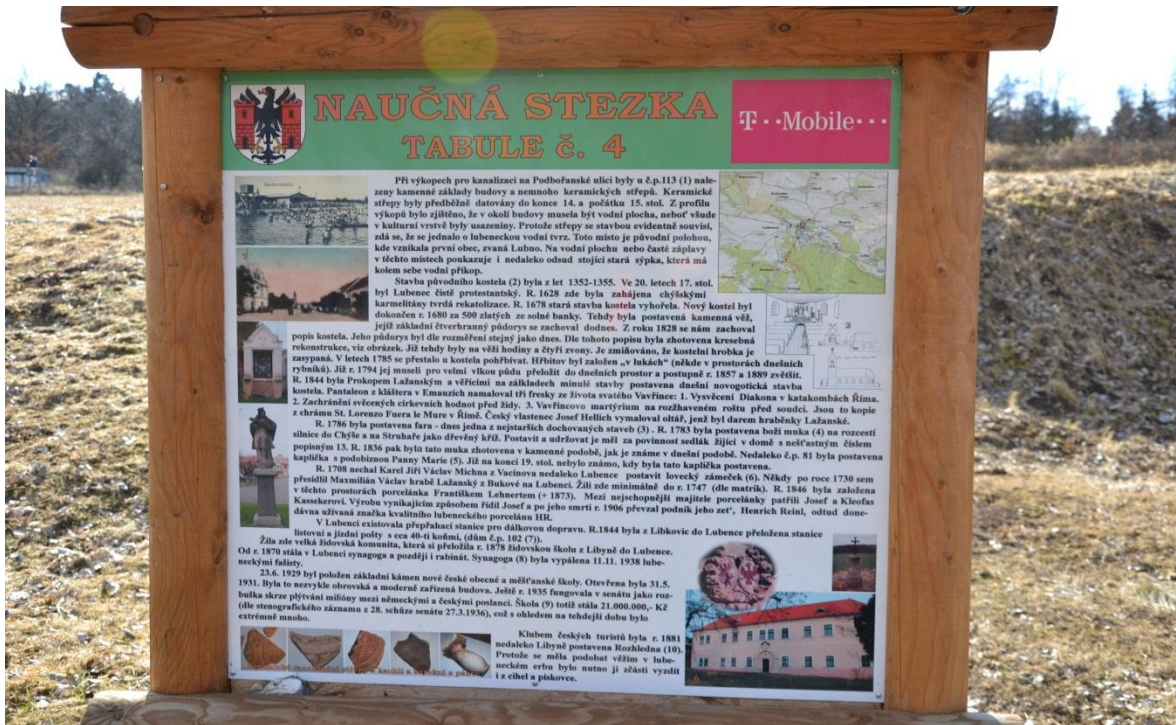 NAUČNÁ STEZKA
TABULE č. 4
T··Mobile···
Při výkopech pro kanalizaci na Podbořanské ulici byly u č.p.113 (1) nale-
zeny kamenné základy budovy a nemnoho keramických střepů. Keramické
střepy byly předběžně datovány do konce 14. a počátku 15. stol. Z profilu
výkopů bylo zjištěno, že v okolí budovy musela být vodní plocha, neboť všude
v kulturní vrstvě byly usazeniny. Protože střepy se stavbou evidentně souvisí,
zdá se, že se jednalo o lubeneckou vodní tvrz. Toto místo je původní polohou,
kde vznikala první obec, zvaná Lubno. Na vodní plochu nebo časté záplavy
v těchto místech poukazuje i nedaleko odsud stojící stará sýpka, která má
kolem sebe vodní příkop.
Stavba původního kostela (2) byla z let 1352-1355. Ve 20. letech 17. stol.
byl Lubenec čistě protestantský. R. 1628 zde byla zahájena chýšskými
karmelitány tvrdá rekatolizace. R. 1678 stará stavba kostela vyhořela. Nový kostel byl
dokončen r. 1680 za 500 zlatých ze solné banky. Tehdy byla postavená kamenná věž,
jejíž základní čtverhranný půdorys se zachoval dodnes. Z roku 1828 se nám zachoval
popis kostela. Jeho půdorys byl dle rozměření stejný jako dnes. Dle tohoto popisu byla zhotovena kresebná
rekonstrukce, viz obrázek. Již tehdy byly na věži hodiny a čtyři zvony. Je zmiňováno, že kostelní hrobka je
zasypaná. V letech 1785 se přestalo u kostela pohřbívat. Hřbitov byl založen „v lukách“ (někde v prostorách dnešních
rybníků). Již r. 1794 jej museli pro velmi vlkou půdu přeložit do dnešních prostor a postupně r. 1857 a 1889 zvětšit.
R. 1844 byla Prokopem Lažanským a věřícími na zálkladech minulé stavby postavena dnešní novogotická stavba
kostela. Pantaleon z kláštera v Emauzích namaloval tři fresky ze života svatého Vavřince: 1. Vysvěcení Diakona v katakombách Říma.
2. Zachránění svěcených cirkevních hodnot před židy. 3. Vavřincovo martýrium na rozžhaveném roštu před soudci. Jsou to kopie
z chrámu St. Lorenzo Fuera le Mure v Římě. Český vlastenec Josef Hellich vymaloval oltář, jenž byl darem hraběnky Lažanské.
R. 1786 byla postavena fara - dnes jedna z nejstarších dochovaných staveb (3) . R. 1783 byla postavena boží muka (4) na rozcestí
silnice do Chýše a na Struhaře jako dřevěný kříž. Postavit a udržovat je měl za povinnost sedlák žijící v domě s nešťastným číslem
popisným 13. R. 1836 pak byla tato muka zhotovena v kamenné podobě, jak je známe v dnešní podobě. Nedaleko č.p. 81 byla postavena
kaplička s podobiznou Panny Marie (5). Již na konci 19. stol. nebylo známo, kdy byla tato kaplička postavena.
R. 1708 nechal Karel Jiří Václav Michna z Vacínova nedaleko Lubence postavit lovecký zámeček (6). Někdy po roce 1730 sem
přesídlil Maxmilián Václav hrabě Lažanský z Bukové na Lubenci. Žili zde minimálně do r. 1747 (dle matrik). R. 1846 byla založena
v těchto prostorách porcelánka Františkem Lehnertem (+ 1873). Mezi nejschopnější majitele porcelánky patřili Josef a Kleofas
Kasskerovi. Výrobu vynikajícím způsobem řídil Josef a po jeho smrti r. 1906 převzal podnik jeho zeť, Henrich Reinl, odtud done-
dávna užívaná značka kvalitního lubeneckého porcelánu HR.
V Lubenci existovala přepřahací stanice pro dálkovou dopravu. R.1844 byla z Libkovic do Lubence přeložena stanice
listovní a jízdní pošty s cca 40-ti koňmi, (dům č.p. 102 (7)).
Žila zde velká židovská komunita, která si přeložila r. 1878 židovskou školu z Libyně do Lubence.
Od r. 1870 stála v Lubenci synagoga a později i rabinát. Synagoga (8) byla vypálena 11.11. 1938 lube-
neckými fašisty.
23.6. 1929 byl položen základní kámen nové české obecné a měšťanské školy. Otevřena byla 31.5.
1931. Byla to nezvykle obrovská a moderně zařízená budova. Ještě r. 1935 fungovala v senátu jako roz-
buška skrze plýtvání milióny mezi německými a českými poslanci. Škola (9) totiž stála 21.000.000,- Kč
(dle stenografického záznamu z 28. schůze senátu 27.3.1936), což s ohledem na tehdejší dobu bylo
extrémně mnoho.
Klubem českých turistů byla r. 1881
nedaleko Libyně postavena Rozhledna (10).
Protože se měla podobat věžím v lube-
neckém erbu bylo nutno ji zčásti vyzdít
i z cihel a pískovce.
2
6